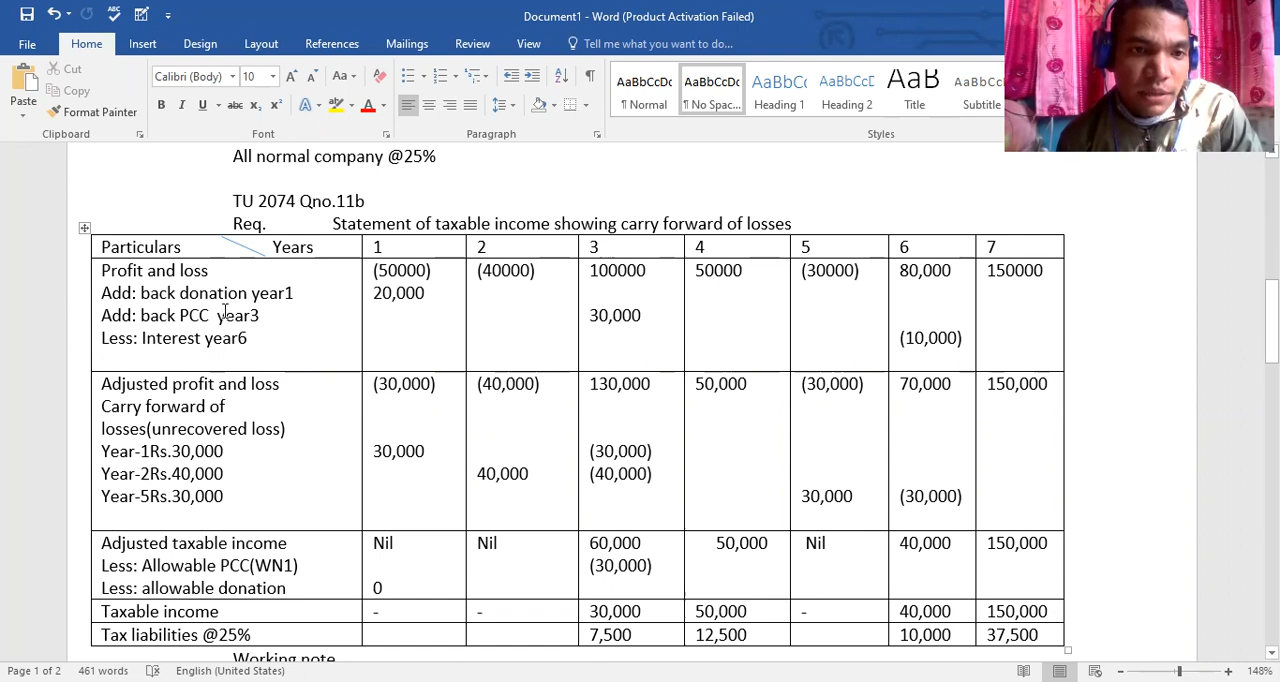 Document1 - Word (Product Activation Failed)
File Home Insert Design Layout References Mailings Review View Tell me what you want to do...
Paste Cut Copy Format Painter
Calibri (Body) 10
¶ Normal ¶ No Spac... Heading 1 Heading 2 Title Subtitle
Clipboard Font Paragraph Styles
All normal company @25%
TU 2074 Qno.11b
Req. Statement of taxable income showing carry forward of losses
Particulars Years 1 2 3 4 5 6 7
Profit and loss (50000) (40000) 100000 50000 (30000) 80,000 150000
Add: back donation year1 20,000
Add: back PCC year3 30,000
Less: Interest year6 (10,000)
Adjusted profit and loss (30,000) (40,000) 130,000 50,000 (30,000) 70,000 150,000
Carry forward of
losses(unrecovered loss)
Year-1Rs.30,000 30,000 (30,000)
Year-2Rs.40,000 40,000 (40,000)
Year-5Rs.30,000 30,000 (30,000)
Adjusted taxable income Nil Nil 60,000 50,000 Nil 40,000 150,000
Less: Allowable PCC(WN1) (30,000)
Less: allowable donation 0
Taxable income - - 30,000 50,000 - 40,000 150,000
Tax liabilities @25% 7,500 12,500 10,000 37,500
Working note
Page 1 of 2 461 words English (United States) 148%